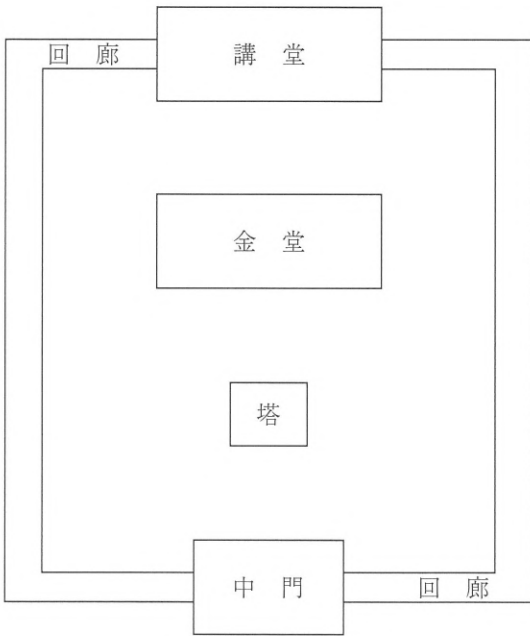 回 廊
講 堂
金 堂
塔
中 門
回 廊